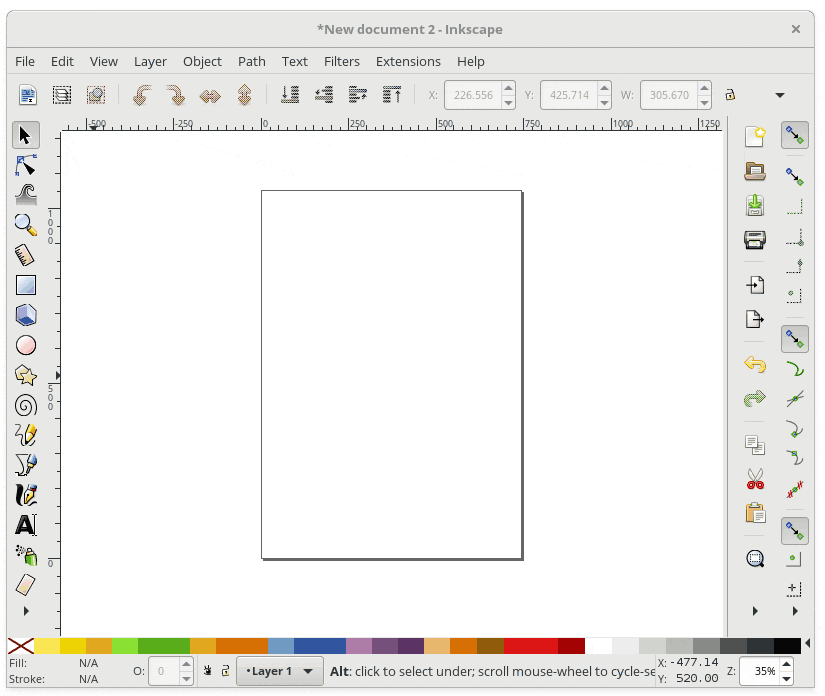 *New document 2 - Inkscape
File Edit View Layer Object Path Text Filters Extensions Help
X: 226.556 Y: 425.714 W: 305.670
-500 -250 0 250 500 750 1000 1250
1000
500
0
A
Fill: N/A
Stroke: N/A
O: 0
•Layer 1
Alt: click to select under; scroll mouse-wheel to cycle-se
X: -477.14
Y: 520.00
Z: 35%